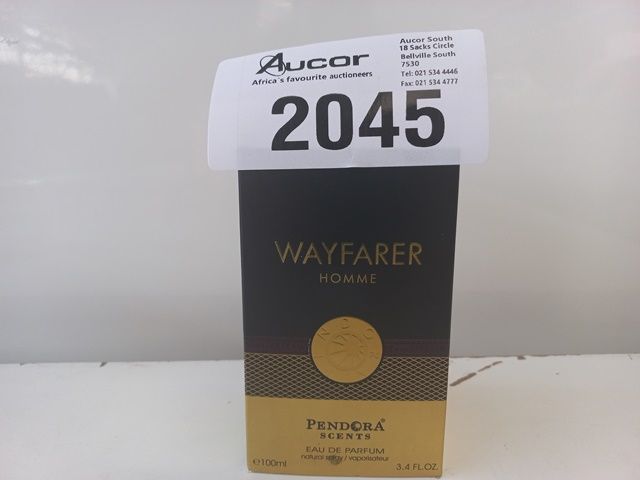 Aucor
Africa's favourite auctioneers
Aucor South
18 Sacks Circle
Bellville South
7530
Tel: 021 534 4446
Fax: 021 534 4777
2045
WAYFARER
HOMME
PENDORA
SCENTS
EAU DE PARFUM
natural spray / vaporisateur
e100ml
3.4 FL.OZ.